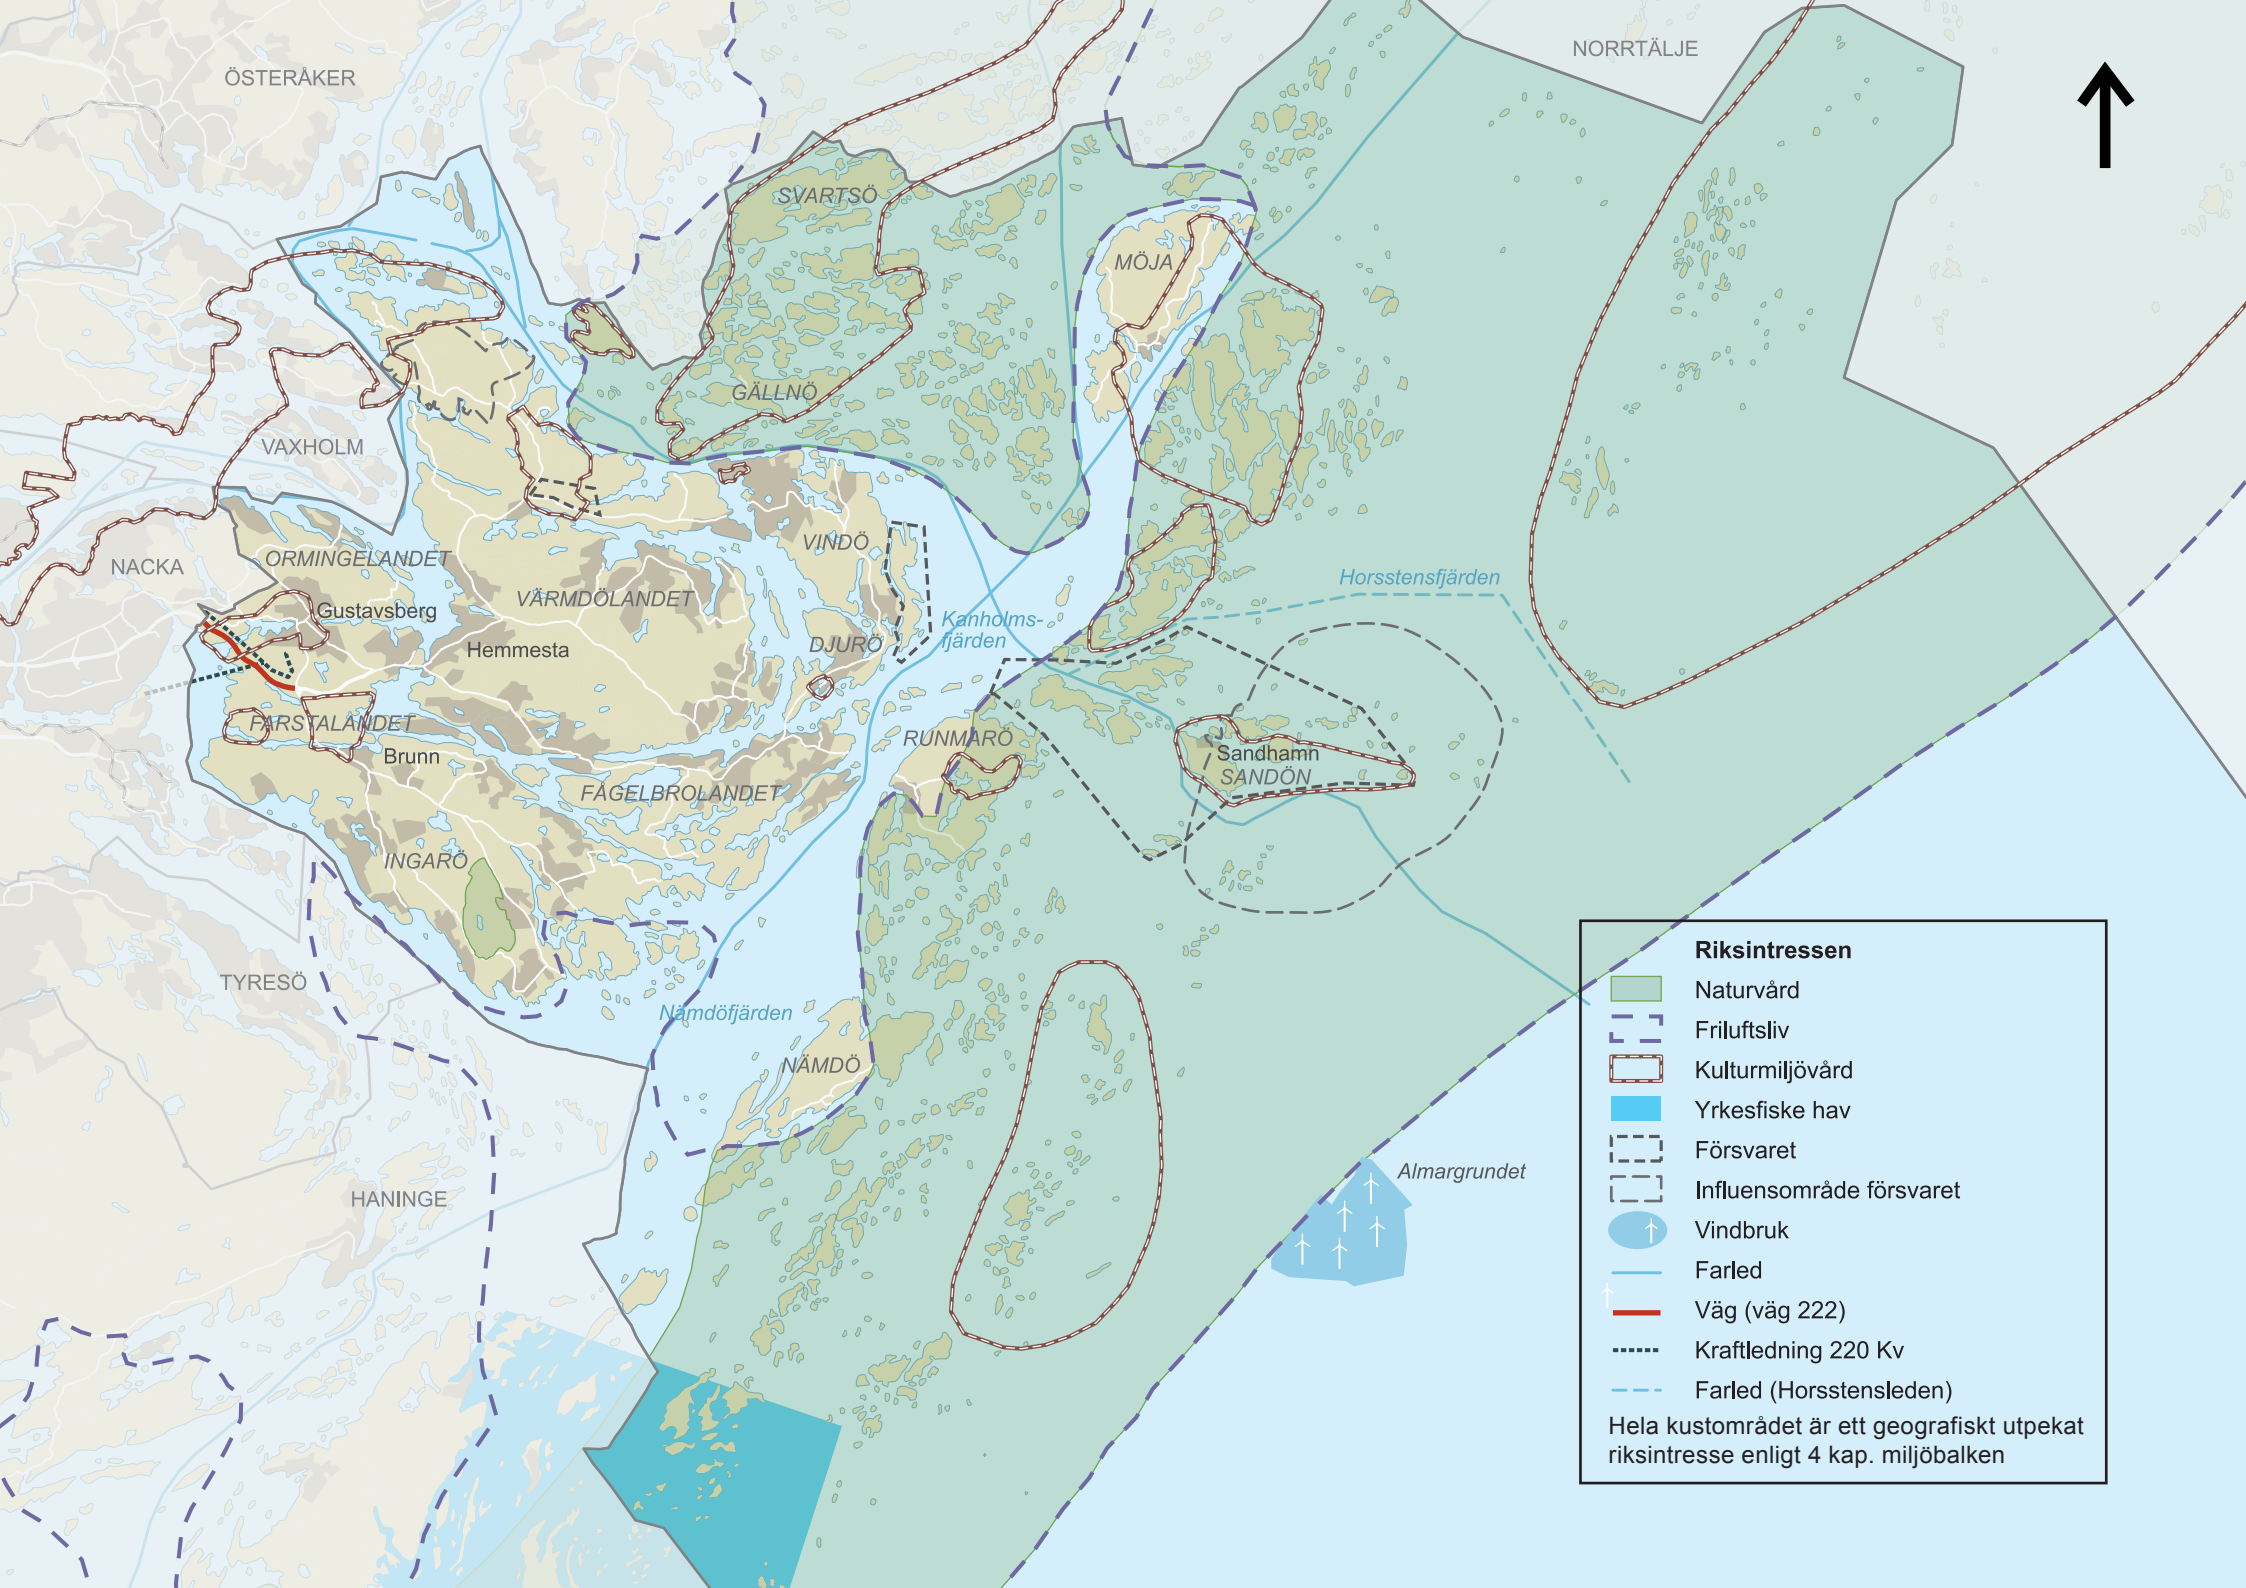 NORRTÄLJE
ÖSTERÅKER
SVARTSÖ
MÖJA
GÄLLNÖ
VAXHOLM
VINDÖ
ORMINGELANDET
NACKA
Horsstensfjärden
VÄRMDÖLANDET
Gustavsberg
Kanholms-
fjärden
DJURÖ
Hemmesta
FARSTALANDET
RUNMARÖ
Brunn
Sandhamn
SANDÖN
FÅGELBROLANDET
INGARÖ
TYRESÖ
Nämdöfjärden
NÄMDÖ
Almargrundet
HANINGE
Riksintressen
Naturvård
Friluftsliv
Kulturmiljövård
Yrkesfiske hav
Försvaret
Influensområde försvaret
Vindbruk
Farled
Väg (väg 222)
Kraftledning 220 Kv
Farled (Horsstensleden)
Hela kustområdet är ett geografiskt utpekat
riksintresse enligt 4 kap. miljöbalken